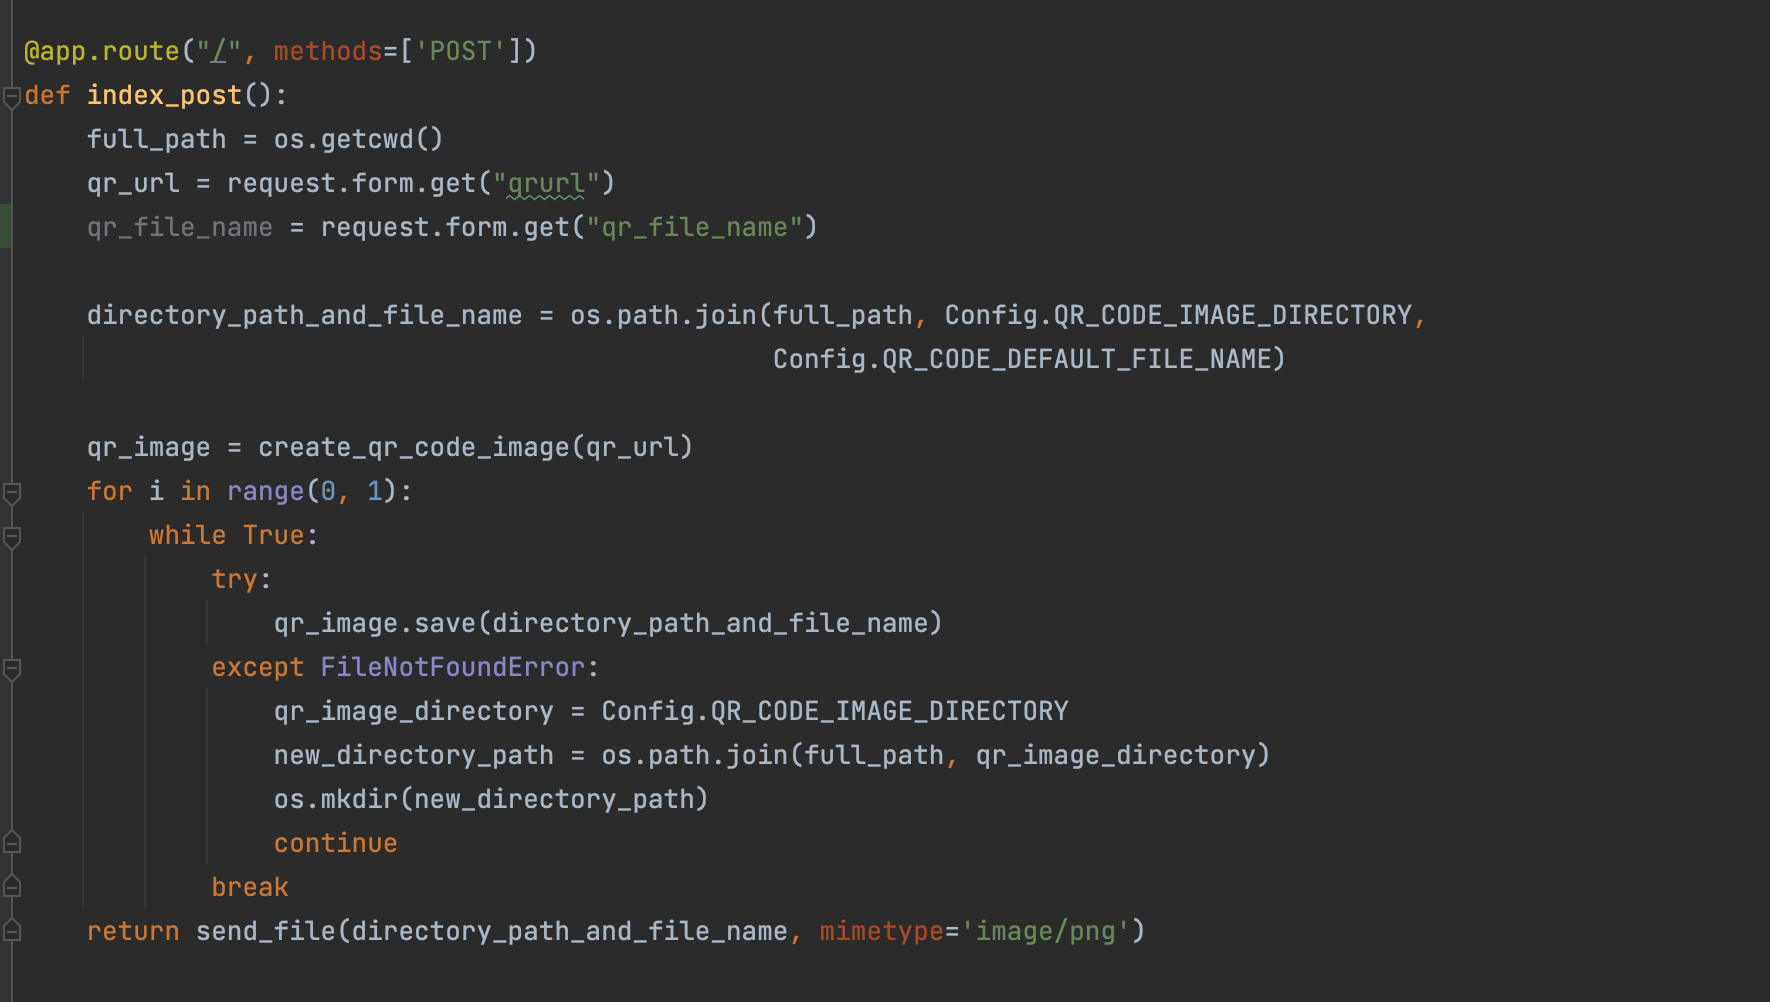 @app.route("/", methods=['POST'])
def index_post():
    full_path = os.getcwd()
    qr_url = request.form.get("qrurl")
    qr_file_name = request.form.get("qr_file_name")

    directory_path_and_file_name = os.path.join(full_path, Config.QR_CODE_IMAGE_DIRECTORY,
                                                Config.QR_CODE_DEFAULT_FILE_NAME)

    qr_image = create_qr_code_image(qr_url)
    for i in range(0, 1):
        while True:
            try:
                qr_image.save(directory_path_and_file_name)
            except FileNotFoundError:
                qr_image_directory = Config.QR_CODE_IMAGE_DIRECTORY
                new_directory_path = os.path.join(full_path, qr_image_directory)
                os.mkdir(new_directory_path)
                continue
            break
    return send_file(directory_path_and_file_name, mimetype='image/png')